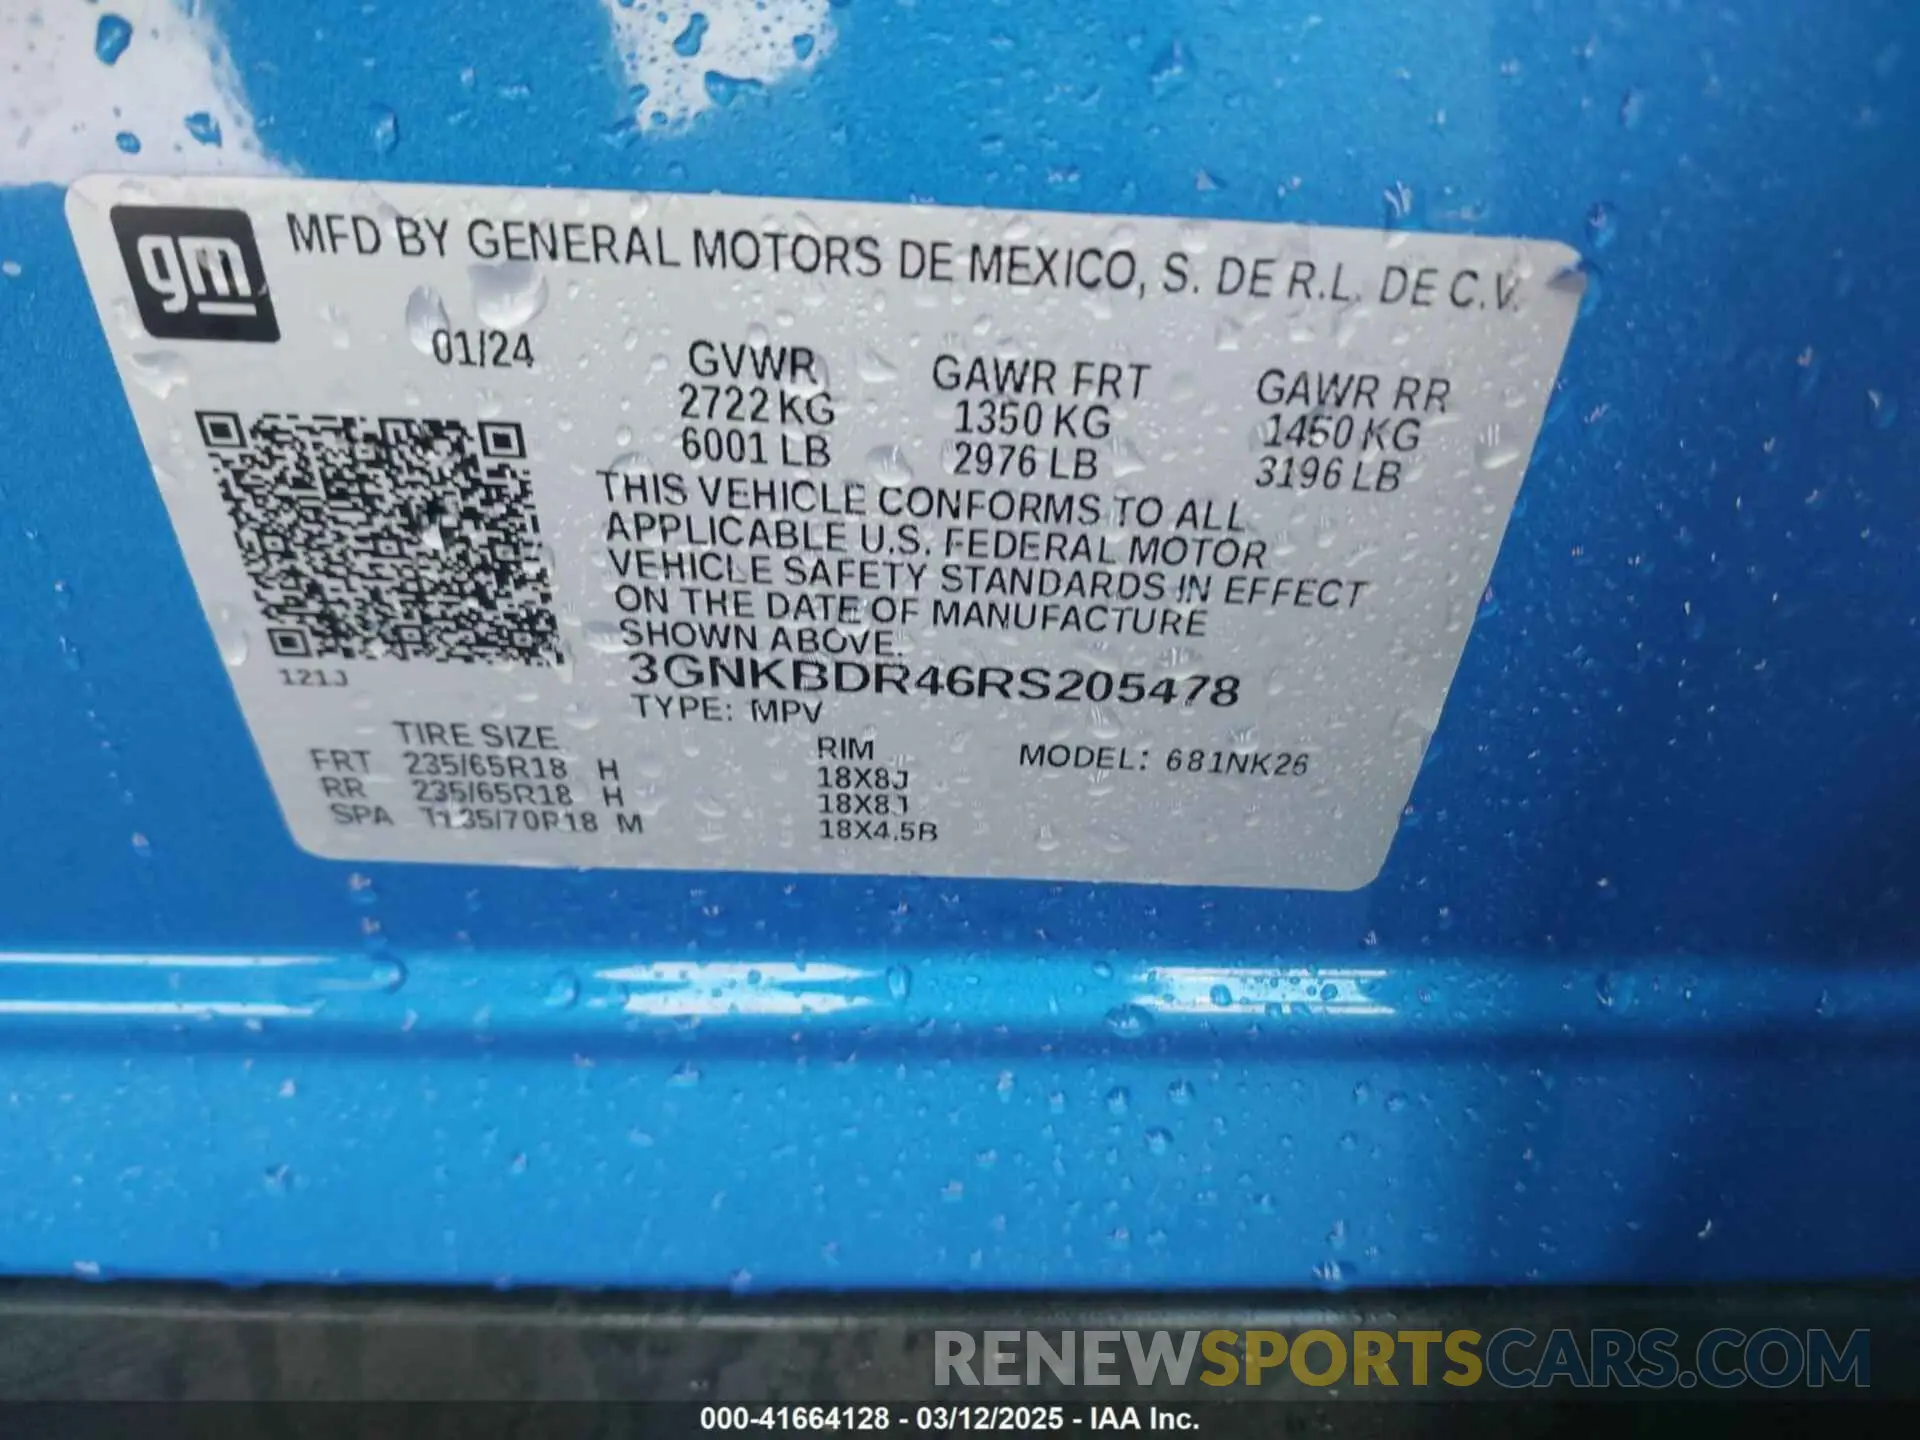 gm
MFD BY GENERAL MOTORS DE MEXICO, S. DE R.L. DE C.V.
01/24
GVWR GAWR FRT GAWR RR
2722 KG 1350 KG 1450 KG
6001 LB 2976 LB 3196 LB
THIS VEHICLE CONFORMS TO ALL
APPLICABLE U.S. FEDERAL MOTOR
VEHICLE SAFETY STANDARDS IN EFFECT
ON THE DATE OF MANUFACTURE
SHOWN ABOVE.
3GNKBDR46RS205478
121J
TYPE: MPV
TIRE SIZE RIM MODEL: 681NK26
FRT 235/65R18 H 18X8J
RR 235/65R18 H 18X8J
SPA T135/70R18 M 18X4.5B
RENEWSPORTSCARS.COM
000-41664128 - 03/12/2025 - IAA Inc.